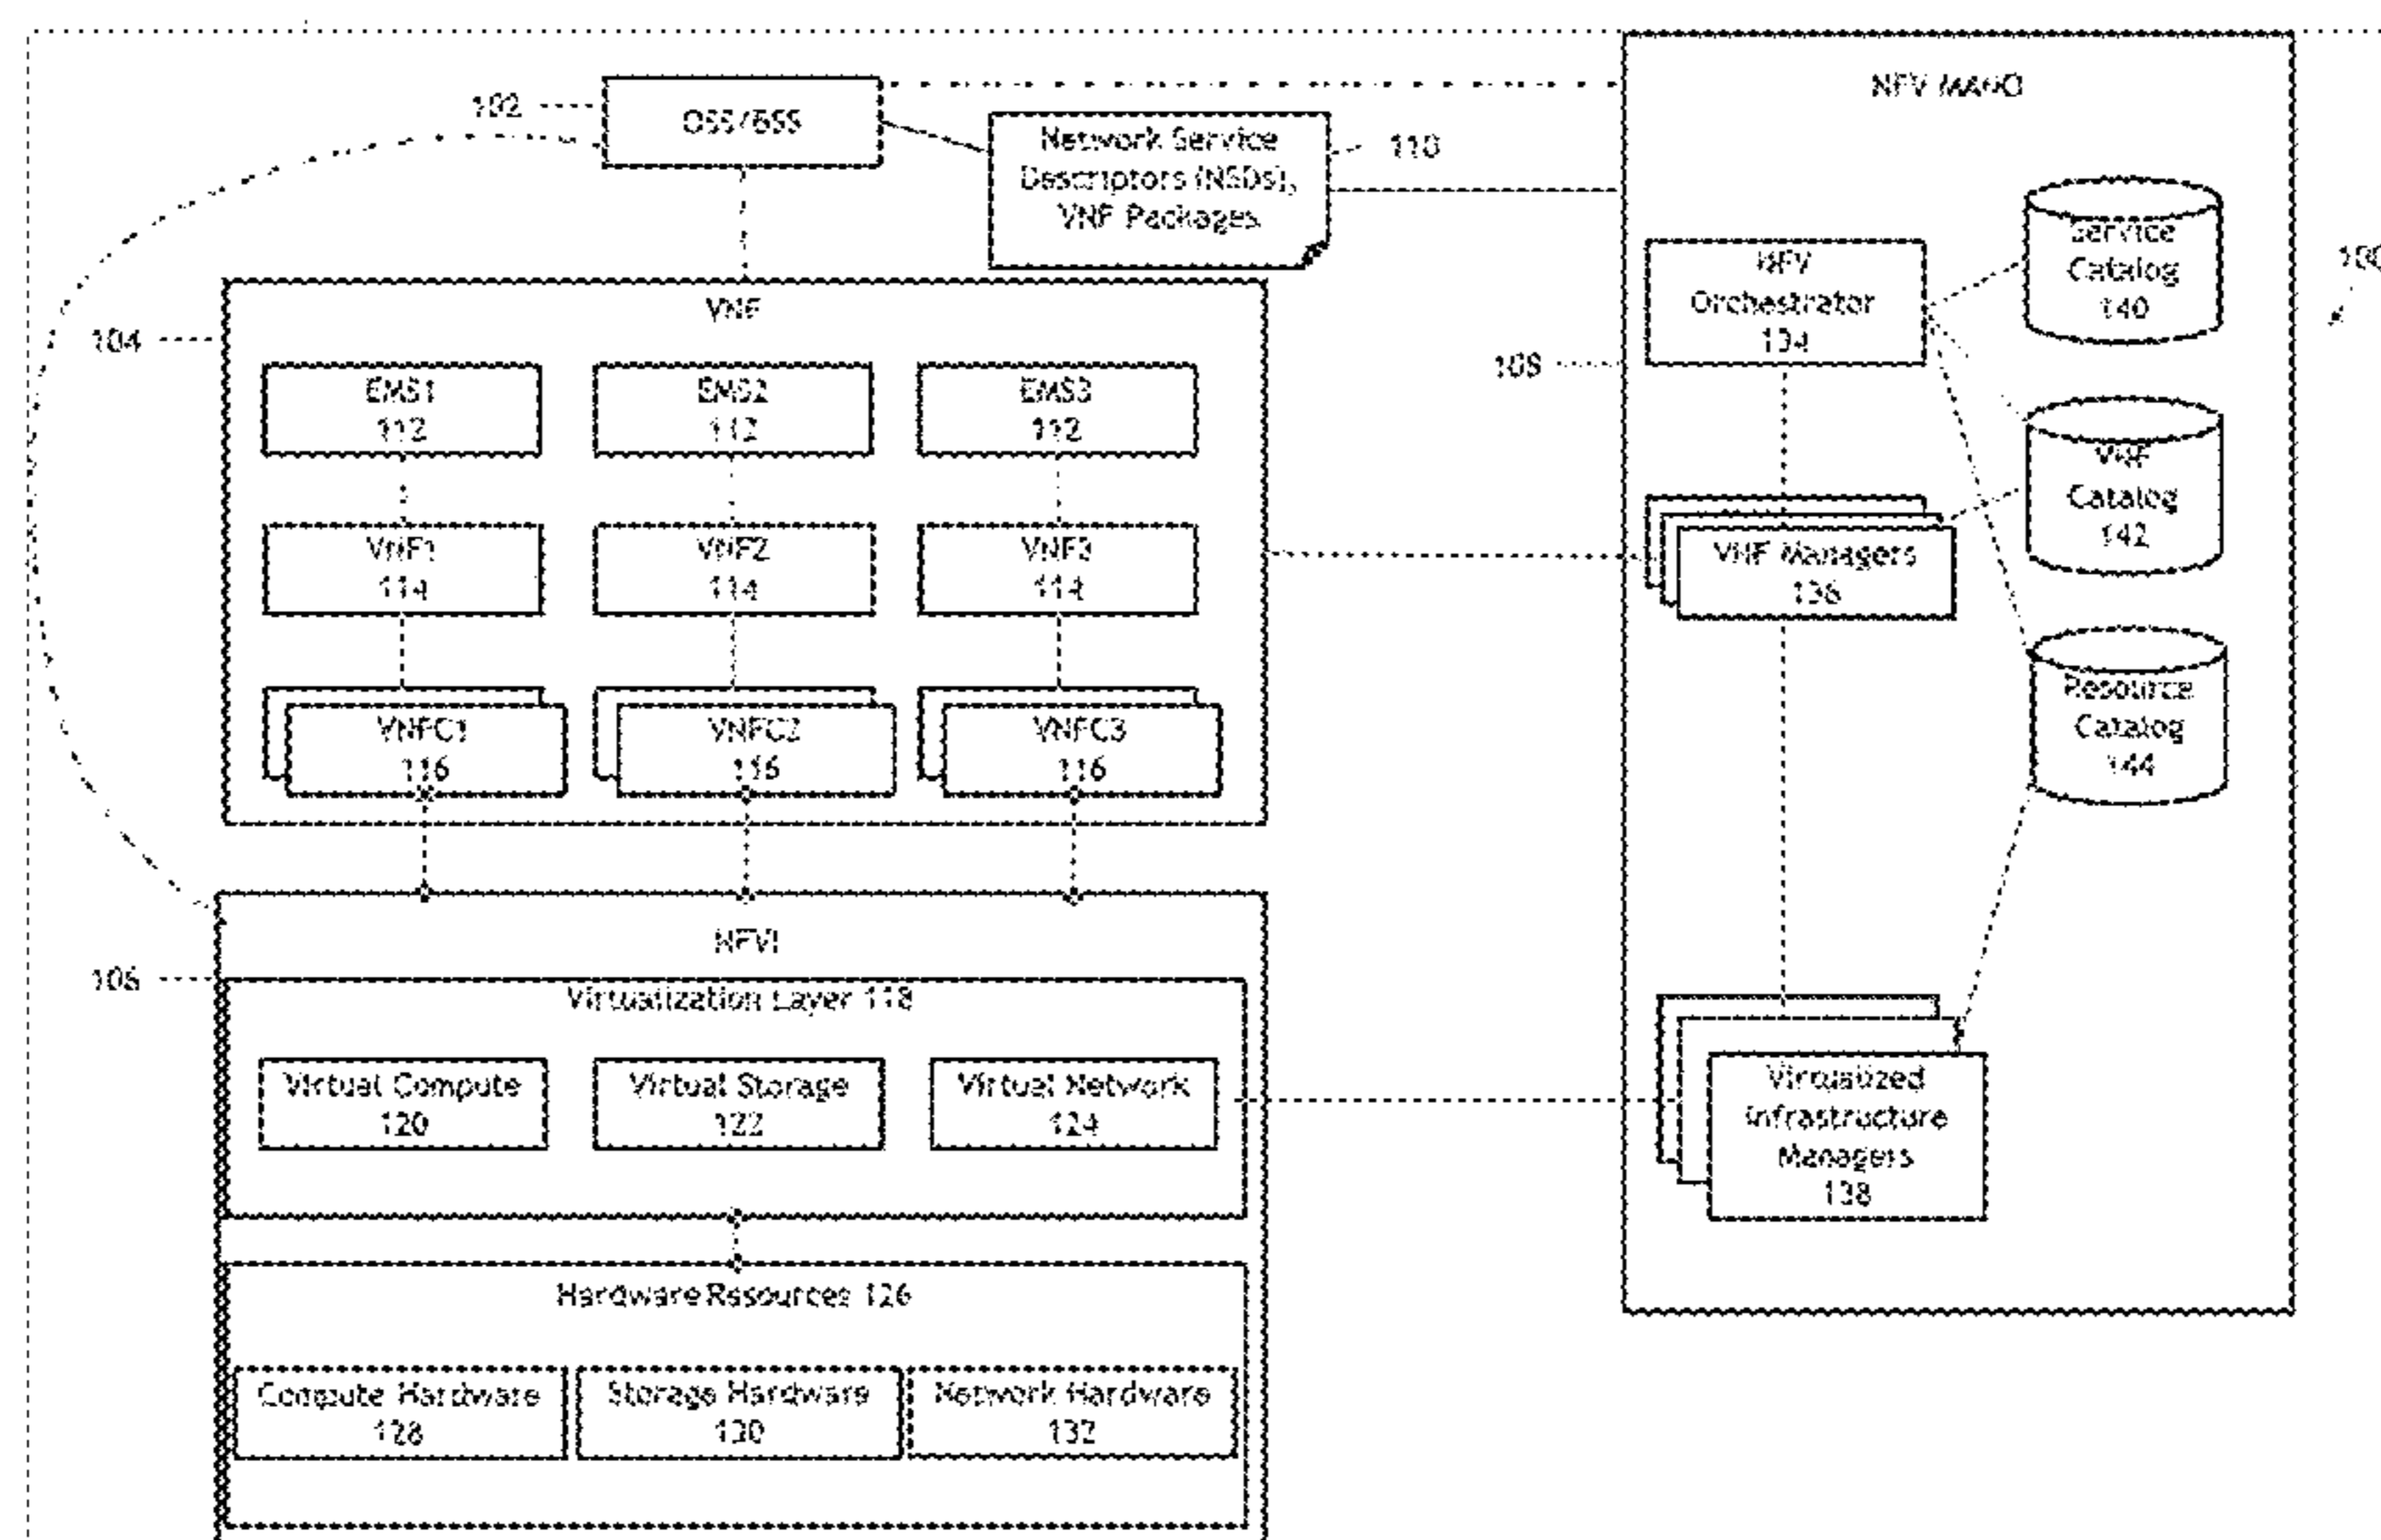 NFV MANO
102
OSS/BSS
Network Service
Descriptors (NSDs),
VNF Packages
110
Service
Catalog
140
100
NFV
Orchestrator
134
VNF
104
108
EMS1
112
EMS2
112
EMS3
112
VNF
Catalog
142
VNF1
114
VNF2
114
VNF3
114
VNF Managers
136
Resource
Catalog
144
VNFC1
116
VNFC2
116
VNFC3
116
NFVI
106
Virtualization Layer 118
Virtual Compute
120
Virtual Storage
122
Virtual Network
124
Virtualized
Infrastructure
Managers
138
Hardware Resources 126
Compute Hardware
128
Storage Hardware
130
Network Hardware
132